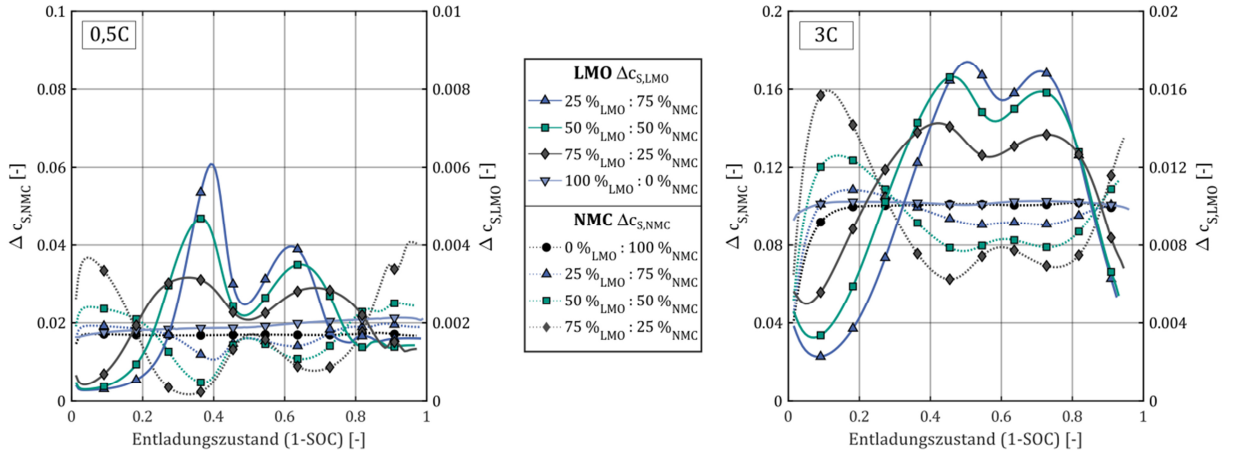 0,5C
0.1
0.08
0.06
0.04
0.02
0
0.01
0.008
0.006
0.004
0.002
0
0
0.2
0.4
0.6
0.8
1
Δ c_S,NMC [-]
Δ c_S,LMO [-]
Entladungszustand (1-SOC) [-]
LMO Δc_S,LMO
25 %_LMO : 75 %_NMC
50 %_LMO : 50 %_NMC
75 %_LMO : 25 %_NMC
100 %_LMO : 0 %_NMC
NMC Δc_S,NMC
0 %_LMO : 100 %_NMC
25 %_LMO : 75 %_NMC
50 %_LMO : 50 %_NMC
75 %_LMO : 25 %_NMC
3C
0.2
0.16
0.12
0.08
0.04
0
0.02
0.016
0.012
0.008
0.004
0
0
0.2
0.4
0.6
0.8
1
Δ c_S,NMC [-]
Δ c_S,LMO [-]
Entladungszustand (1-SOC) [-]